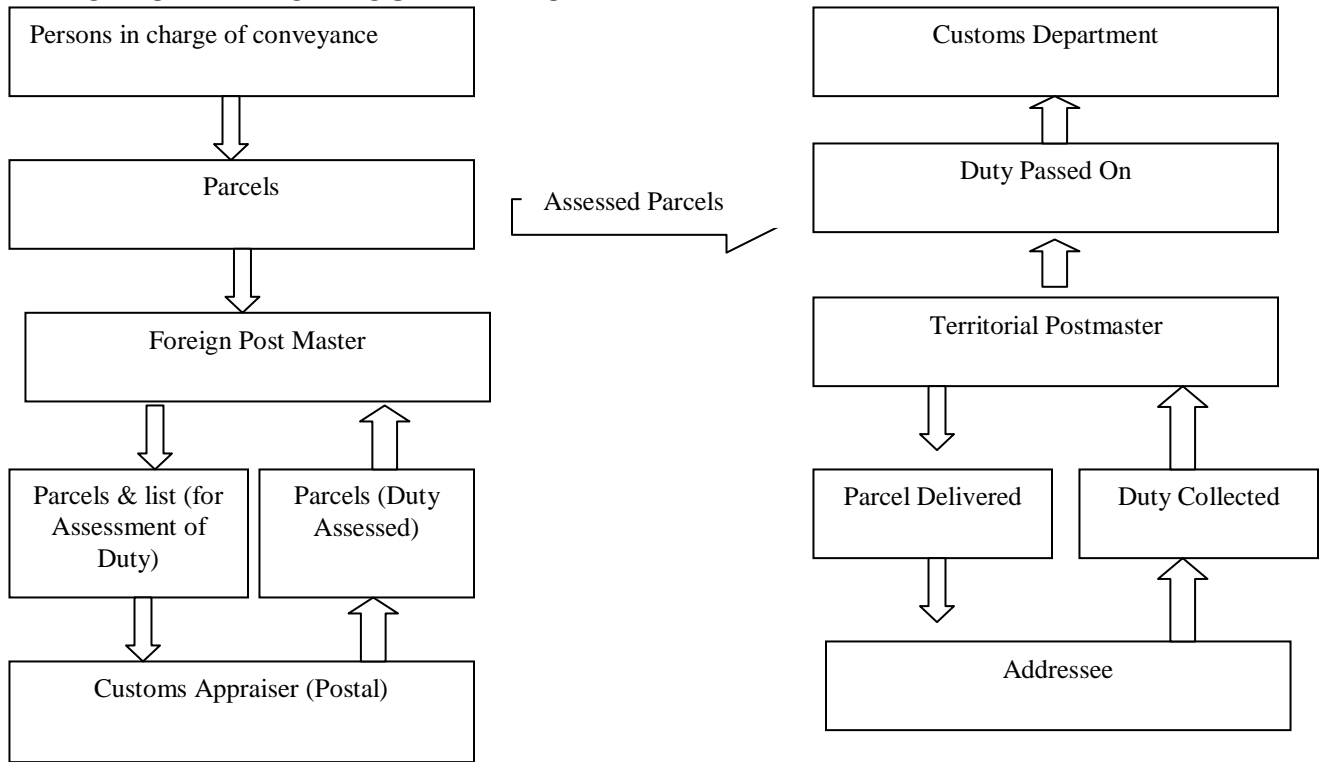 Persons in charge of conveyance
Parcels
Foreign Post Master
Parcels & list (for
Assessment of
Duty)
Parcels (Duty
Assessed)
Customs Appraiser (Postal)
Assessed Parcels
Customs Department
Duty Passed On
Territorial Postmaster
Parcel Delivered
Duty Collected
Addressee